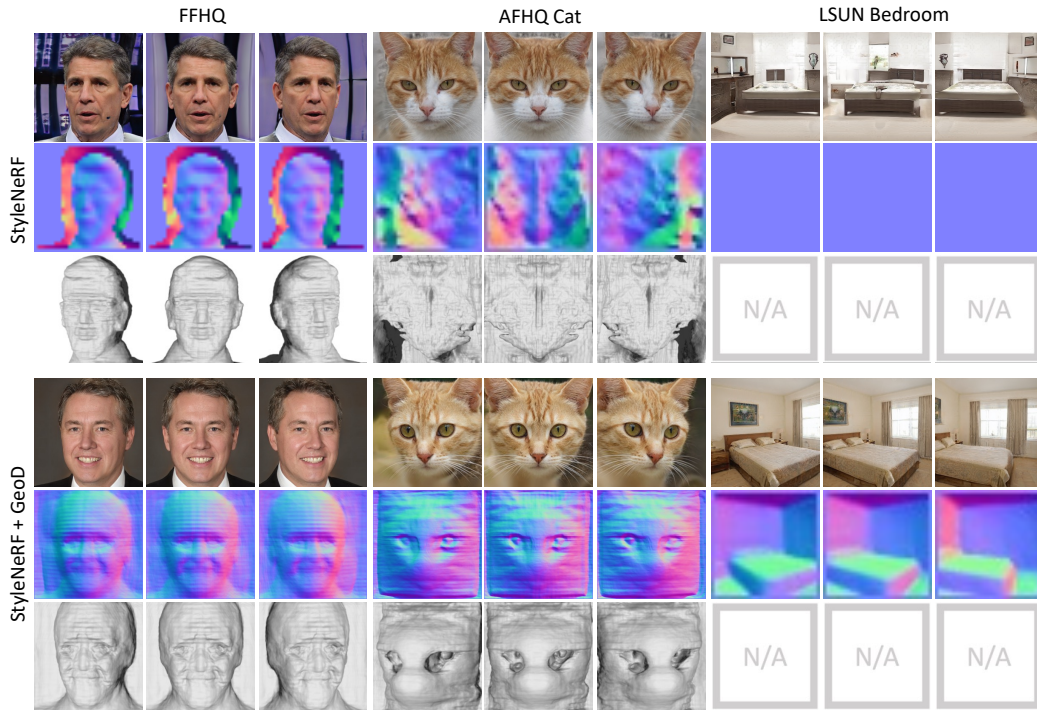 FFHQ AFHQ Cat LSUN Bedroom
StyleNeRF
N/A N/A N/A
StyleNeRF + GeoD
N/A N/A N/A